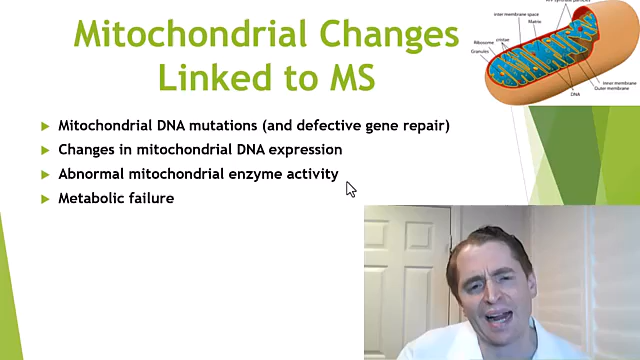 Mitochondrial Changes
Linked to MS
inter membrane space
Matrix
cristae
Ribosome
Granules
Inner membrane
Outer membrane
DNA
Mitochondrial DNA mutations (and defective gene repair)
Changes in mitochondrial DNA expression
Abnormal mitochondrial enzyme activity
Metabolic failure